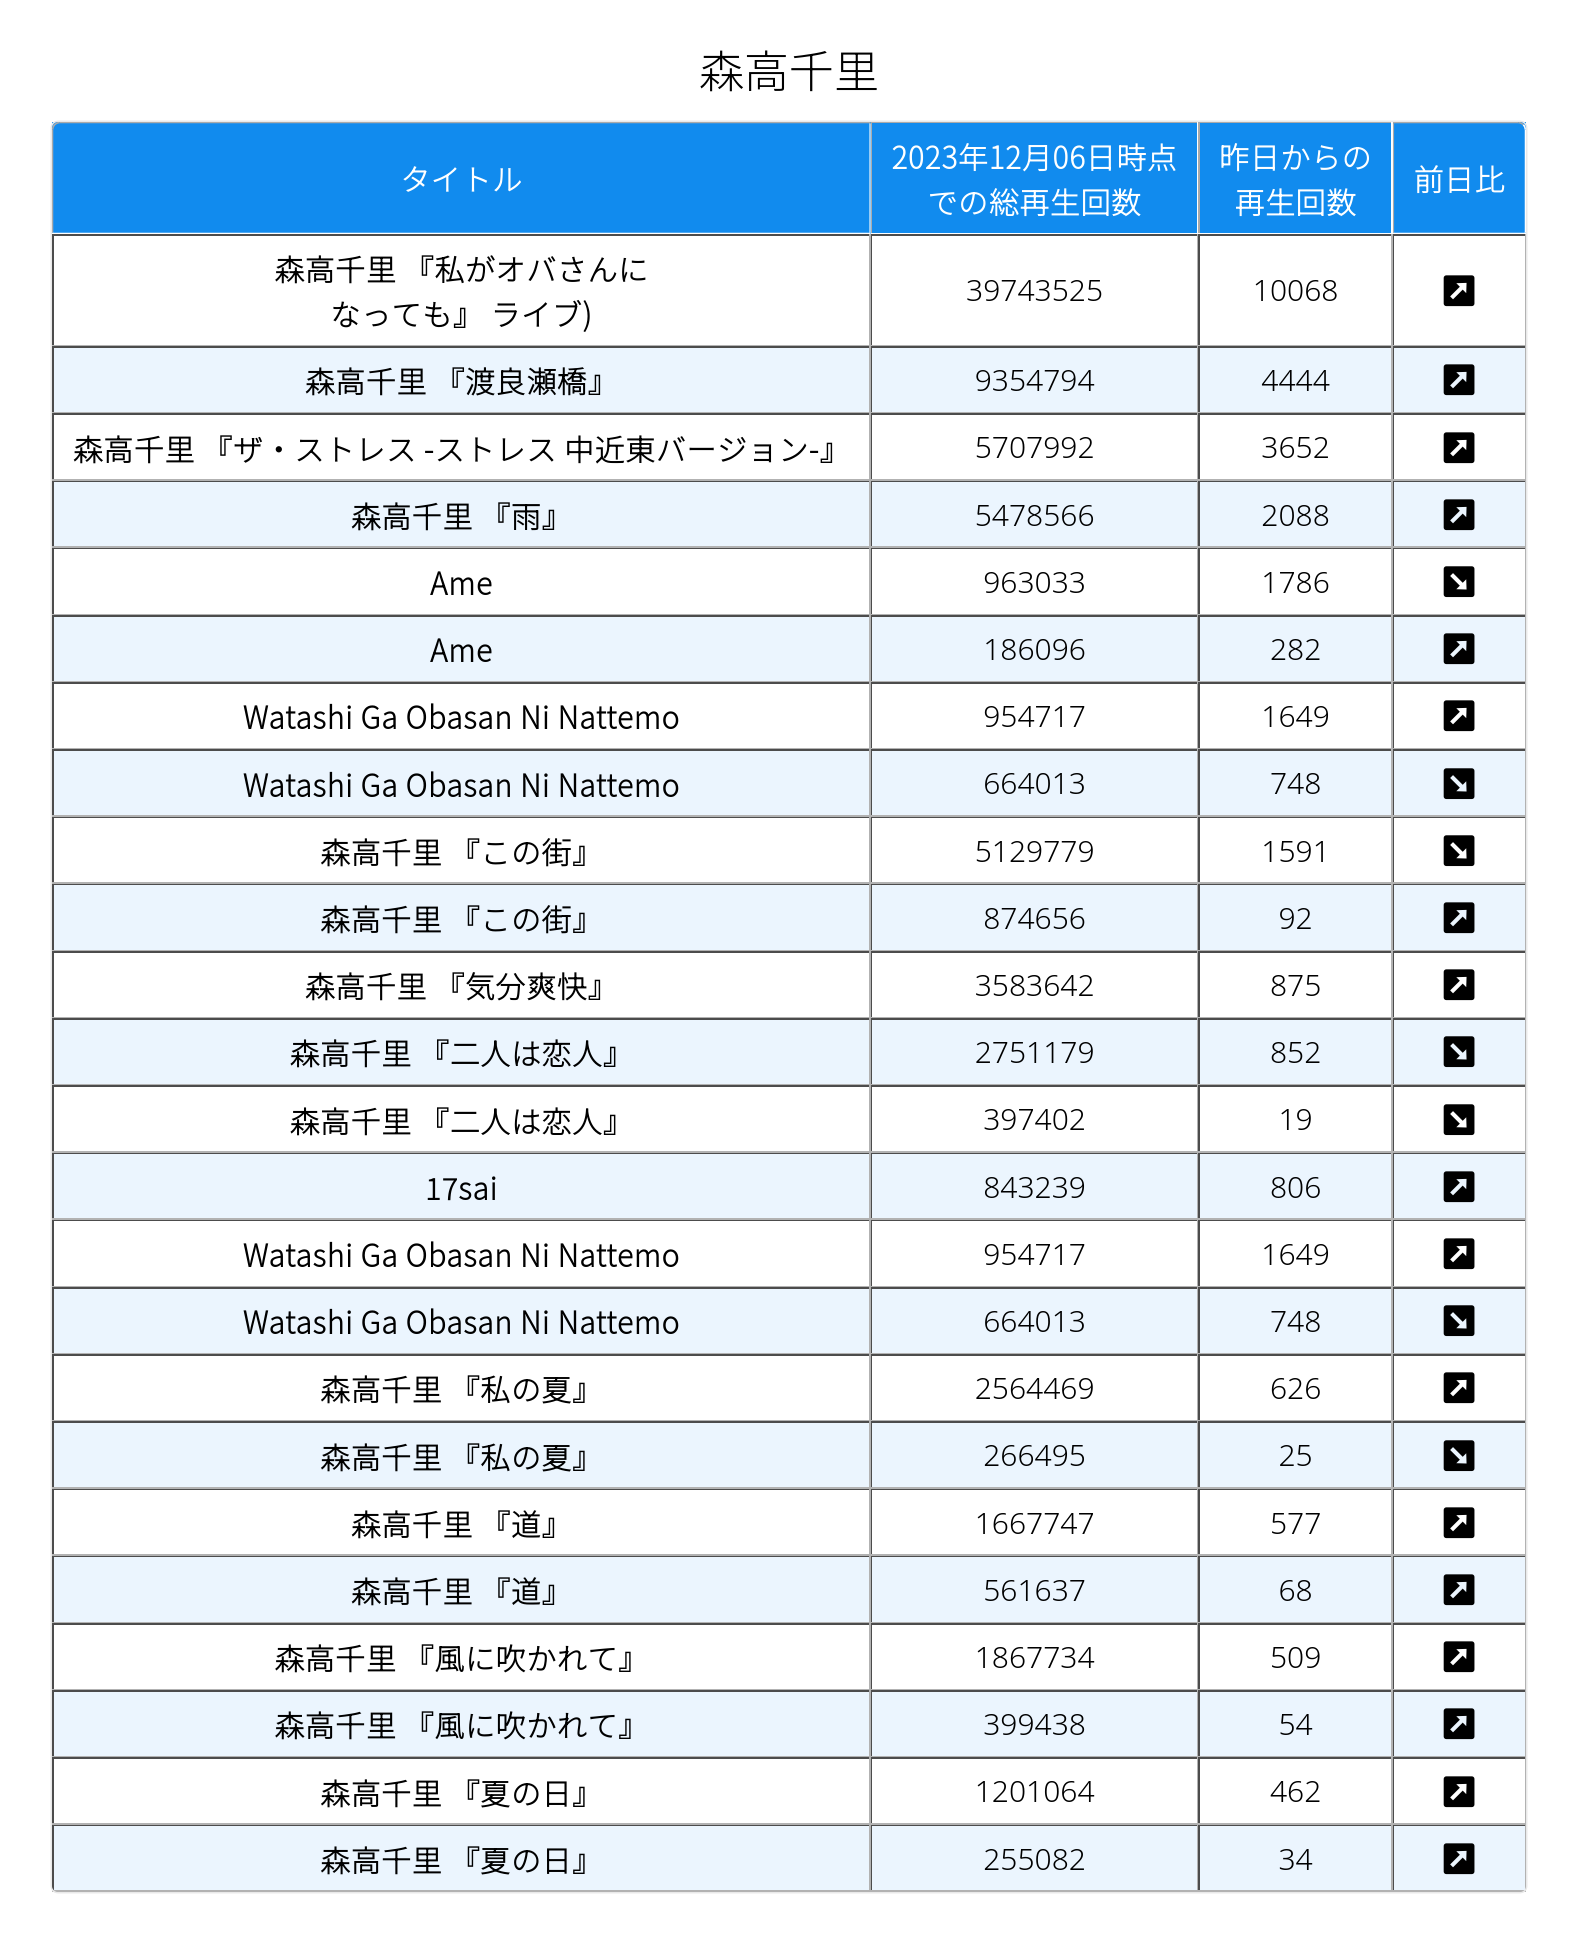 森高千里
タイトル
2023年12月06日時点
での総再生回数
昨日からの
再生回数
前日比
森高千里 『私がオバさんに
なっても』 ライブ)
39743525
10068
森高千里 『渡良瀬橋』
9354794
4444
森高千里 『ザ・ストレス -ストレス 中近東バージョン-』
5707992
3652
森高千里 『雨』
5478566
2088
Ame
963033
1786
Ame
186096
282
Watashi Ga Obasan Ni Nattemo
954717
1649
Watashi Ga Obasan Ni Nattemo
664013
748
森高千里 『この街』
5129779
1591
森高千里 『この街』
874656
92
森高千里 『気分爽快』
3583642
875
森高千里 『二人は恋人』
2751179
852
森高千里 『二人は恋人』
397402
19
17sai
843239
806
Watashi Ga Obasan Ni Nattemo
954717
1649
Watashi Ga Obasan Ni Nattemo
664013
748
森高千里 『私の夏』
2564469
626
森高千里 『私の夏』
266495
25
森高千里 『道』
1667747
577
森高千里 『道』
561637
68
森高千里 『風に吹かれて』
1867734
509
森高千里 『風に吹かれて』
399438
54
森高千里 『夏の日』
1201064
462
森高千里 『夏の日』
255082
34